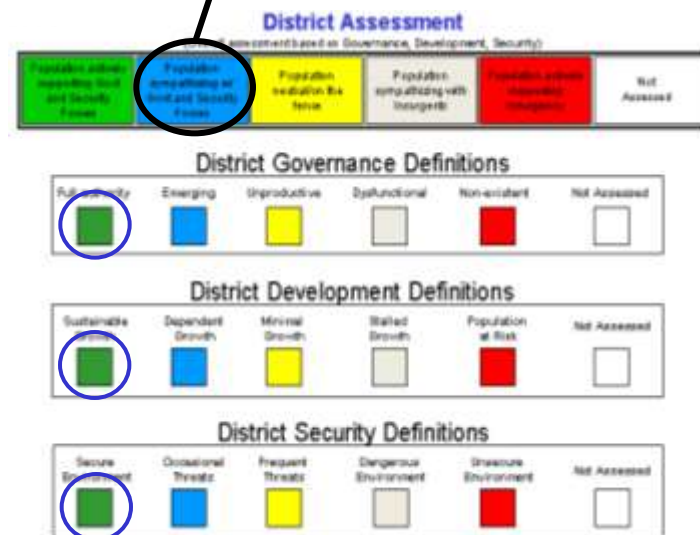 District Assessment
assessment based on Governance, Development, Security)
Population actively supporting Govt and Security Forces
Population sympathizing w/ Govt and Security Forces
Population neutral/on the fence
Population sympathizing with Insurgents
Population actively supporting Insurgency
Not Assessed
District Governance Definitions
Full authority Emerging Unproductive Dysfunctional Non-existent Not Assessed
District Development Definitions
Sustainable Growth
Dependent Growth
Minimal Growth
Stalled Growth
Population at Risk
Not Assessed
District Security Definitions
Secure Environment
Occasional Threats
Frequent Threats
Dangerous Environment
Unsecure Environment
Not Assessed